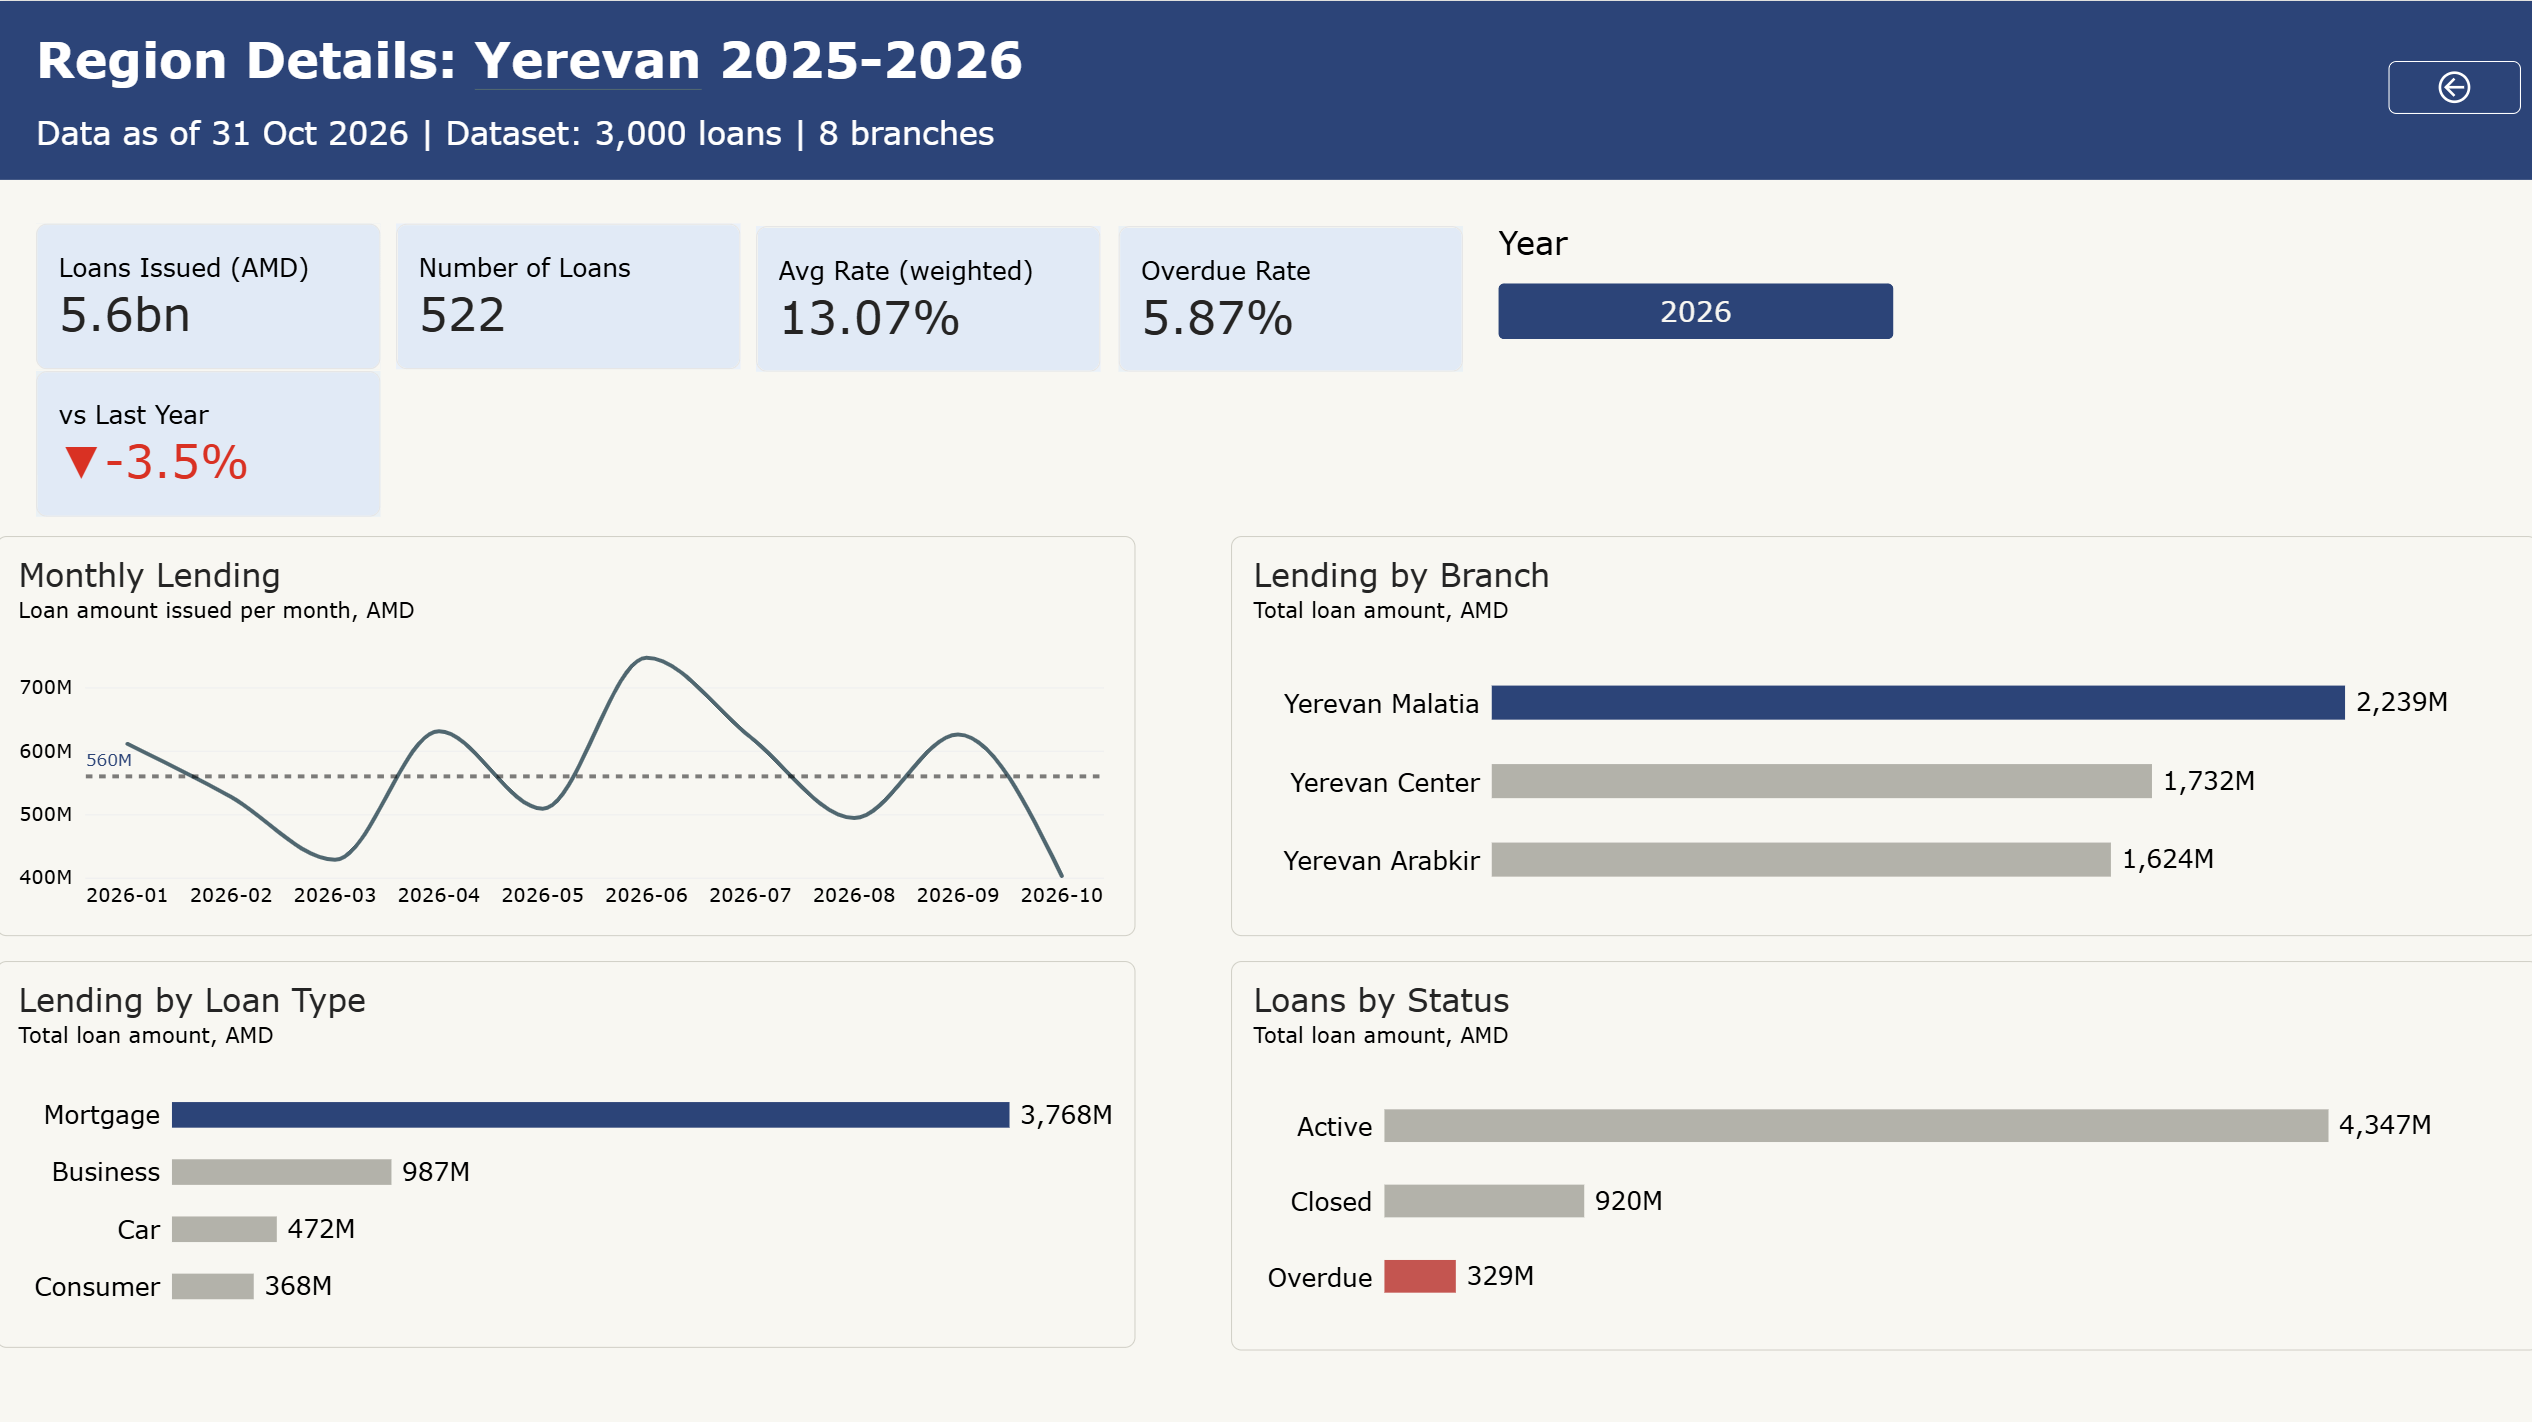 Region Details: Yerevan 2025-2026
Data as of 31 Oct 2026 | Dataset: 3,000 loans | 8 branches
Loans Issued (AMD)
5.6bn
Number of Loans
522
Avg Rate (weighted)
13.07%
Overdue Rate
5.87%
Year
2026
vs Last Year
▼-3.5%
Monthly Lending
Loan amount issued per month, AMD
700M
600M
560M
500M
400M
2026-01 2026-02 2026-03 2026-04 2026-05 2026-06 2026-07 2026-08 2026-09 2026-10
Lending by Branch
Total loan amount, AMD
Yerevan Malatia 2,239M
Yerevan Center 1,732M
Yerevan Arabkir 1,624M
Lending by Loan Type
Total loan amount, AMD
Mortgage 3,768M
Business 987M
Car 472M
Consumer 368M
Loans by Status
Total loan amount, AMD
Active 4,347M
Closed 920M
Overdue 329M